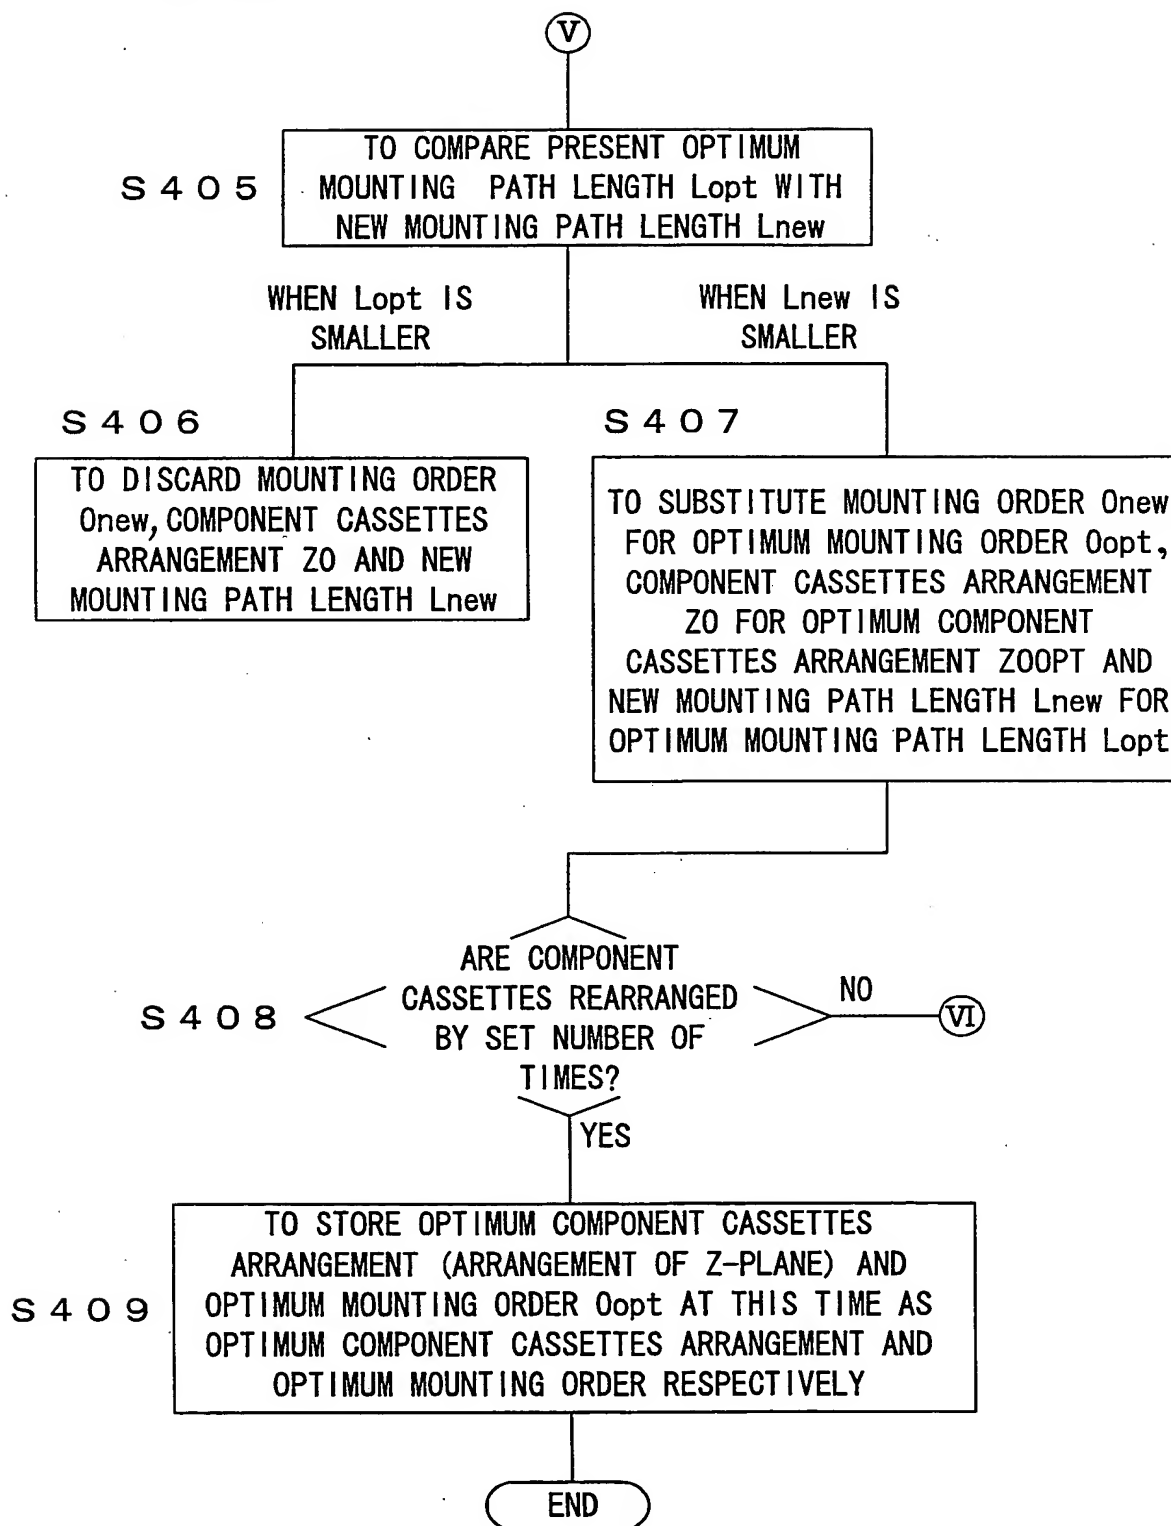 V
S405
TO COMPARE PRESENT OPTIMUM
MOUNTING PATH LENGTH Lopt WITH
NEW MOUNTING PATH LENGTH Lnew
WHEN Lopt IS
SMALLER
WHEN Lnew IS
SMALLER
S406
TO DISCARD MOUNTING ORDER
Onew, COMPONENT CASSETTES
ARRANGEMENT ZO AND NEW
MOUNTING PATH LENGTH Lnew
S407
TO SUBSTITUTE MOUNTING ORDER Onew
FOR OPTIMUM MOUNTING ORDER Oopt,
COMPONENT CASSETTES ARRANGEMENT
ZO FOR OPTIMUM COMPONENT
CASSETTES ARRANGEMENT ZOOPT AND
NEW MOUNTING PATH LENGTH Lnew FOR
OPTIMUM MOUNTING PATH LENGTH Lopt
S408
ARE COMPONENT
CASSETTES REARRANGED
BY SET NUMBER OF
TIMES?
NO
VI
YES
S409
TO STORE OPTIMUM COMPONENT CASSETTES
ARRANGEMENT (ARRANGEMENT OF Z-PLANE) AND
OPTIMUM MOUNTING ORDER Oopt AT THIS TIME AS
OPTIMUM COMPONENT CASSETTES ARRANGEMENT AND
OPTIMUM MOUNTING ORDER RESPECTIVELY
END